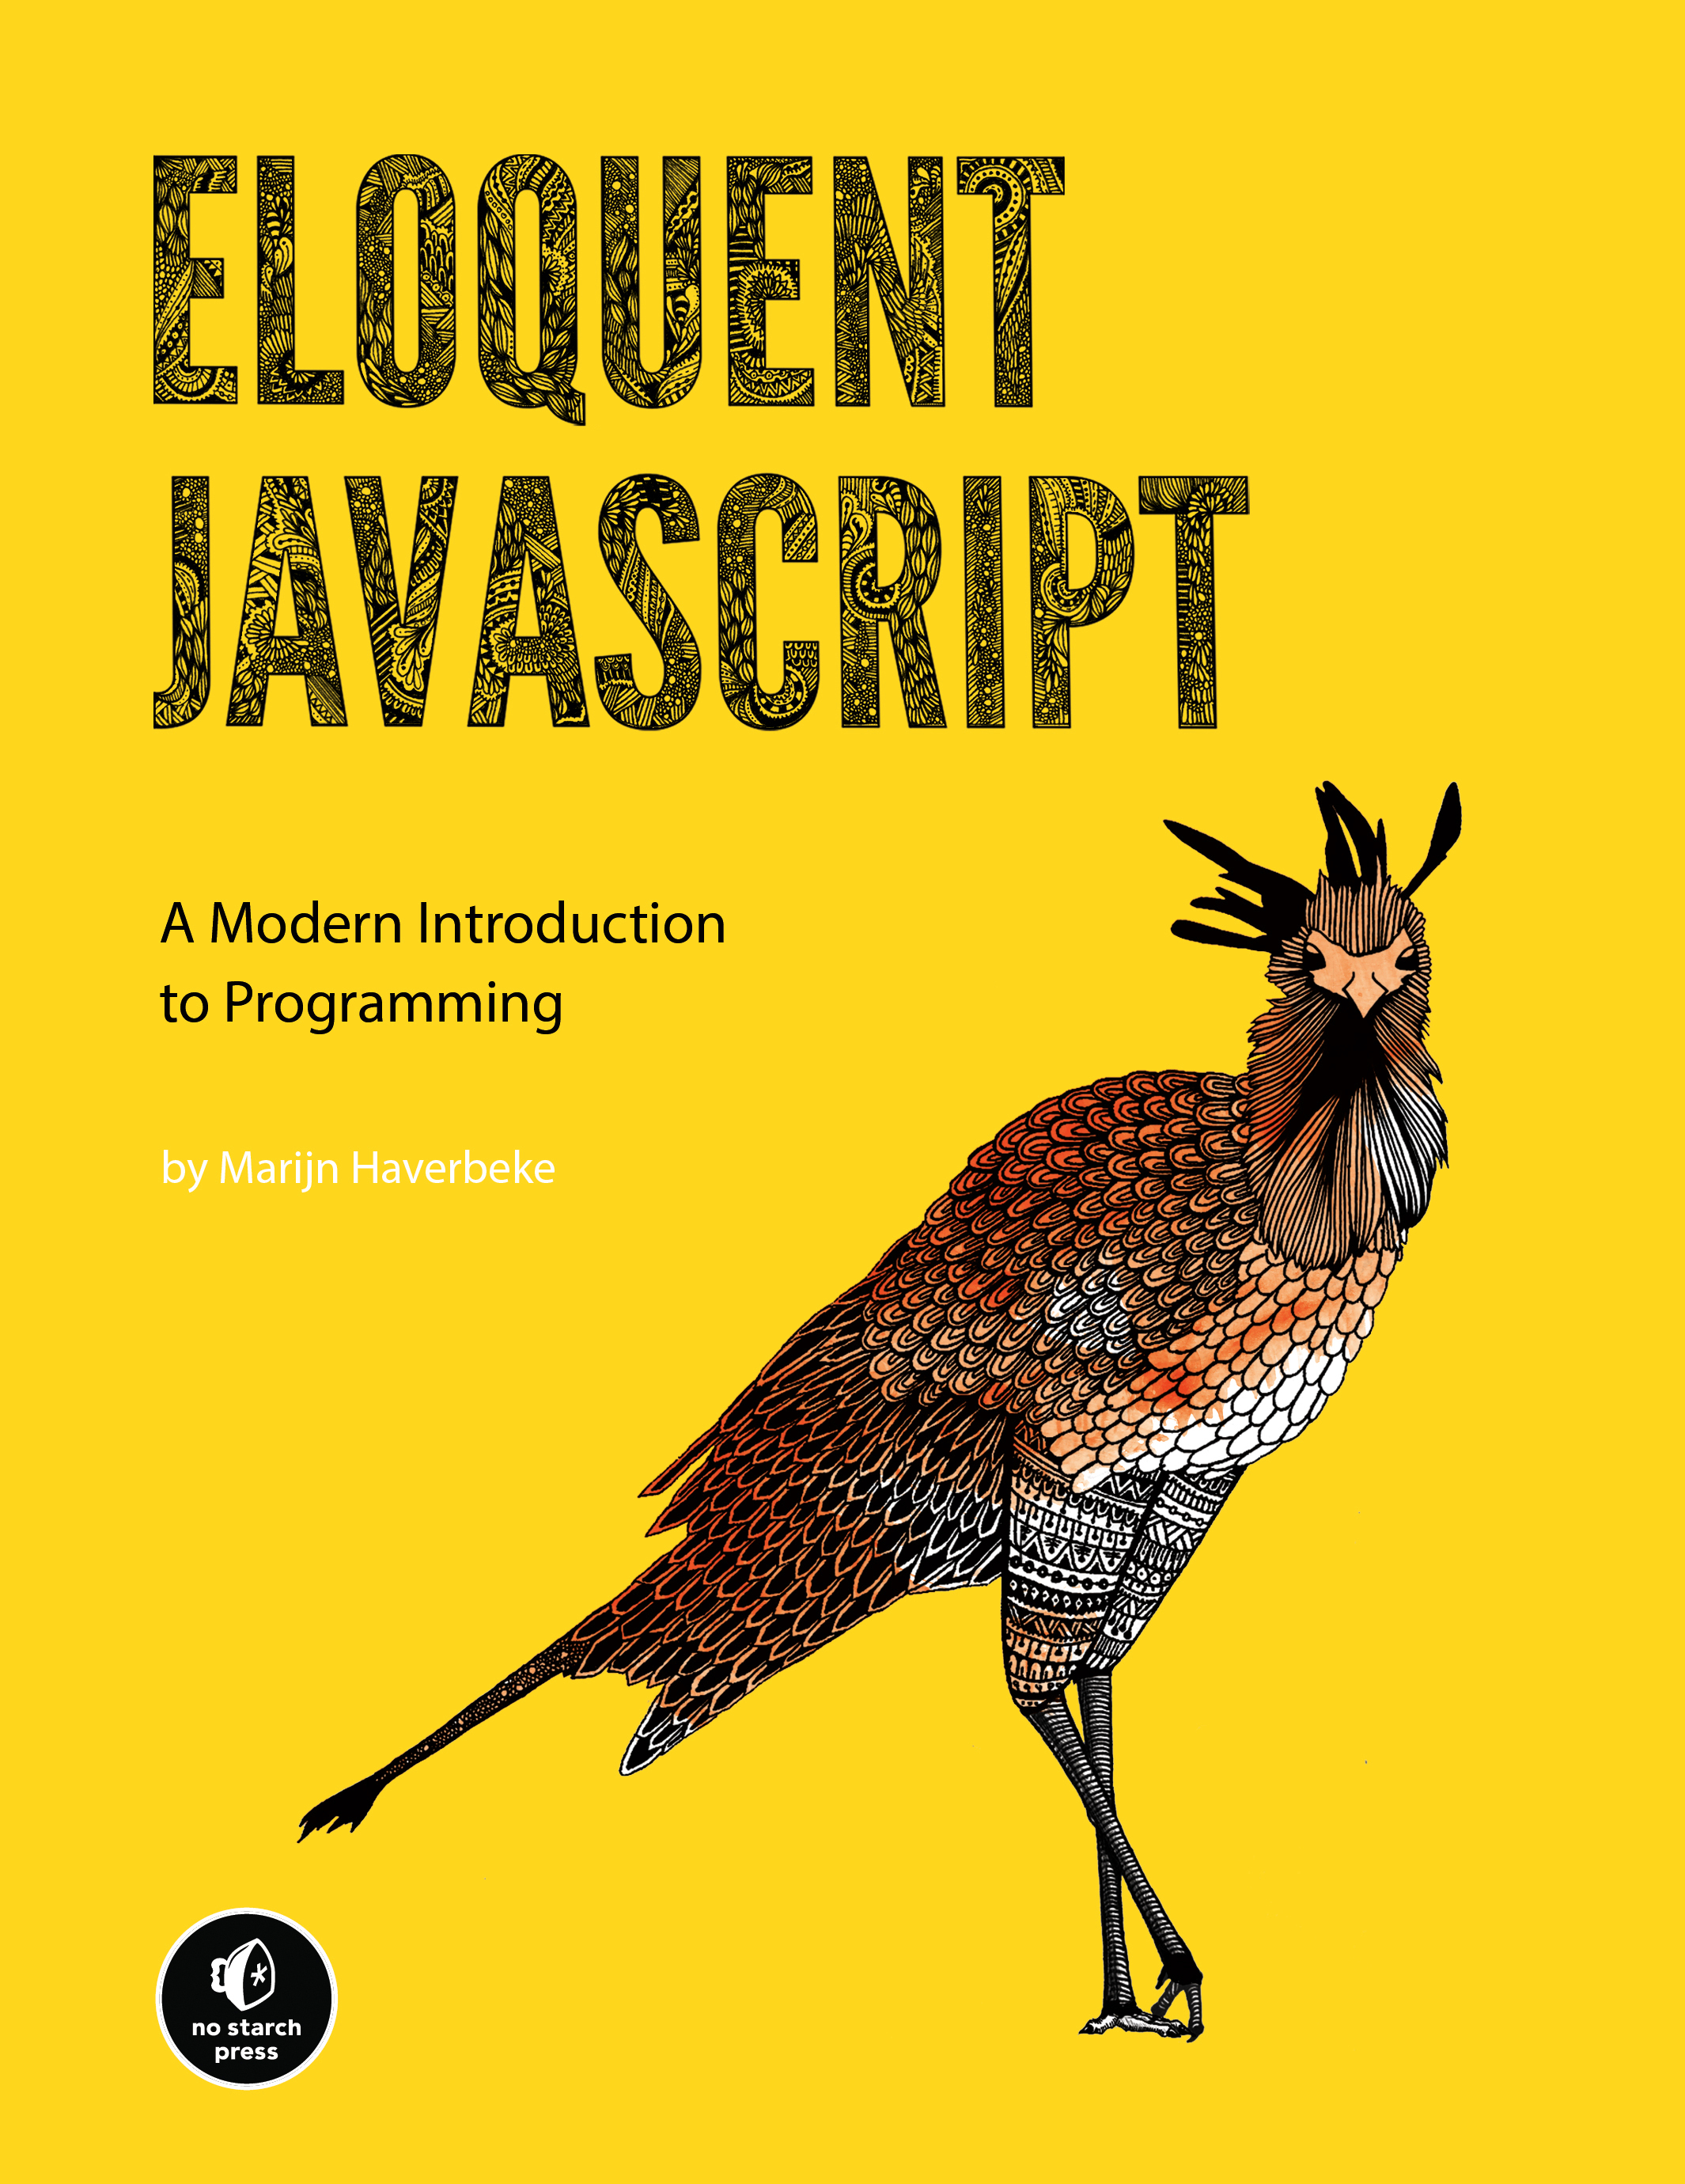 ELOQUENT
JAVASCRIPT
A Modern Introduction
to Programming
by Marijn Haverbeke
no starch
press